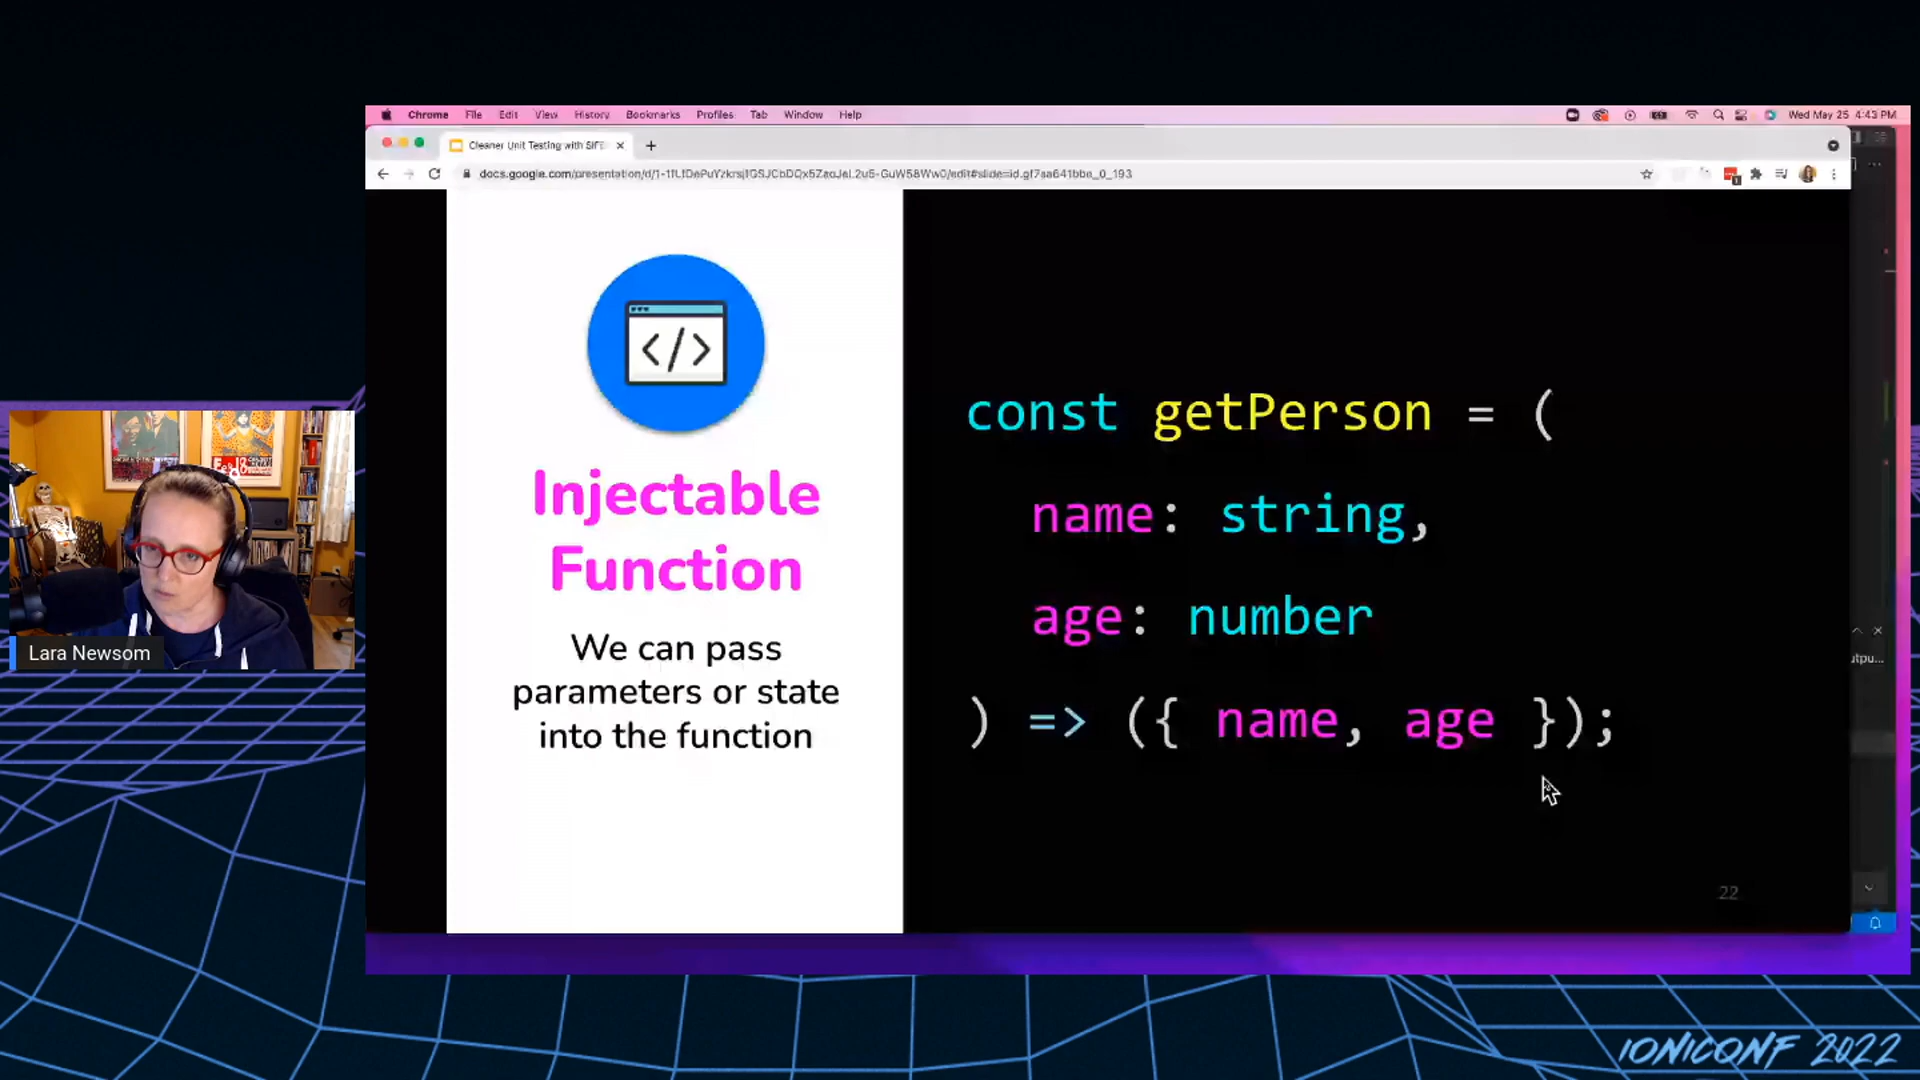 Chrome File Edit View History Bookmarks Profiles Tab Window Help
Wed May 25 4:43 PM
Cleaner Unit Testing with SIFE
Injectable
Function
We can pass
parameters or state
into the function
const getPerson = (
name: string,
age: number
) => ({ name, age });
22
Lara Newsom
IONICONF 2022